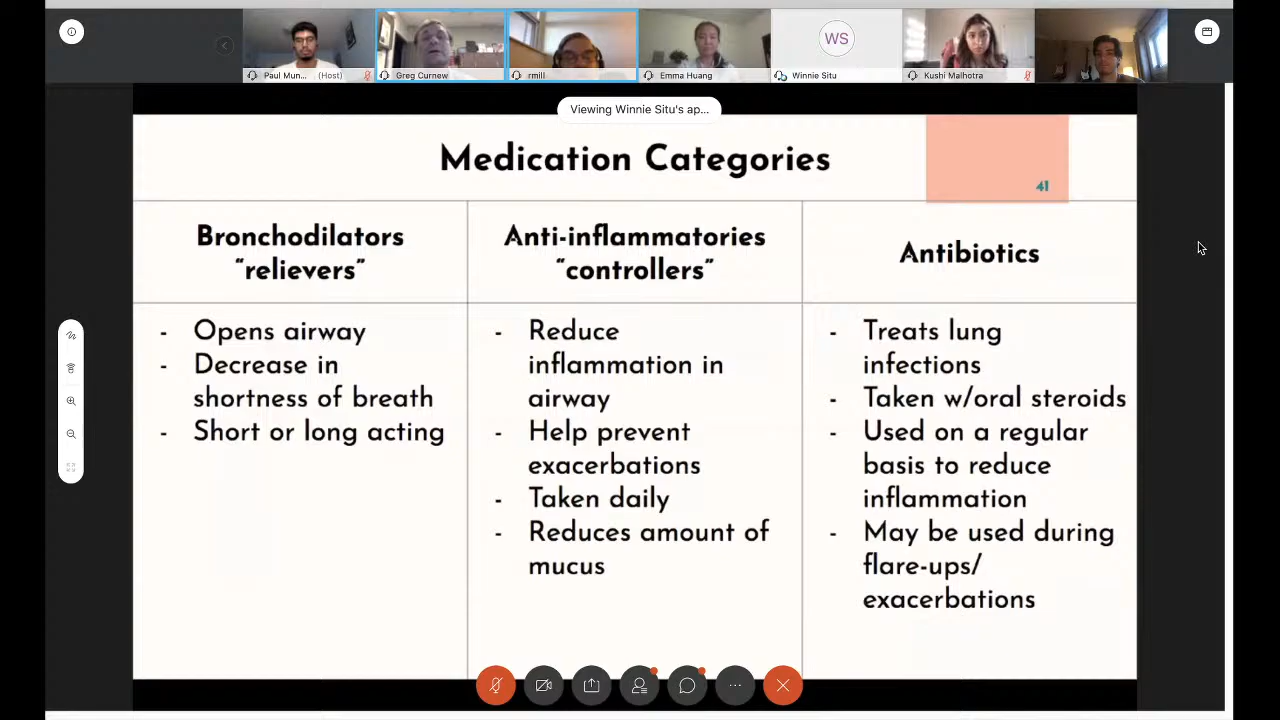 WS
Paul Mun... (Host)
Greg Curnew
rmill
Emma Huang
Winnie Situ
Kushi Malhotra
Viewing Winnie Situ's ap...
Medication Categories
41
Bronchodilators
“relievers”
Anti-inflammatories
“controllers”
Antibiotics
- Opens airway
- Decrease in
shortness of breath
- Short or long acting
- Reduce
inflammation in
airway
- Help prevent
exacerbations
- Taken daily
- Reduces amount of
mucus
- Treats lung
infections
- Taken w/oral steroids
- Used on a regular
basis to reduce
inflammation
- May be used during
flare-ups/
exacerbations